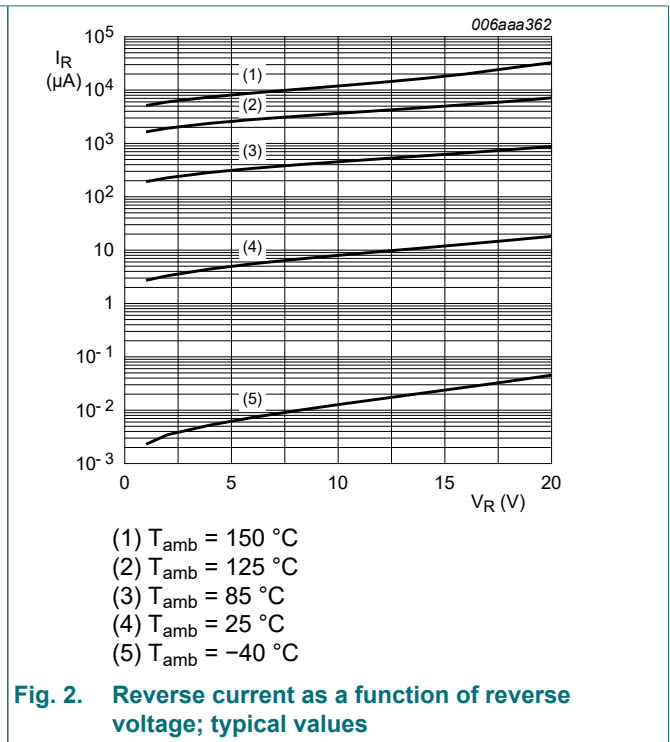 006aaa362
I_R
(μA)
10^5
10^4
10^3
10^2
10
1
10^-1
10^-2
10^-3
(1)
(2)
(3)
(4)
(5)
0 5 10 15 20
V_R (V)
(1) T_amb = 150 °C
(2) T_amb = 125 °C
(3) T_amb = 85 °C
(4) T_amb = 25 °C
(5) T_amb = −40 °C
Fig. 2. Reverse current as a function of reverse
voltage; typical values